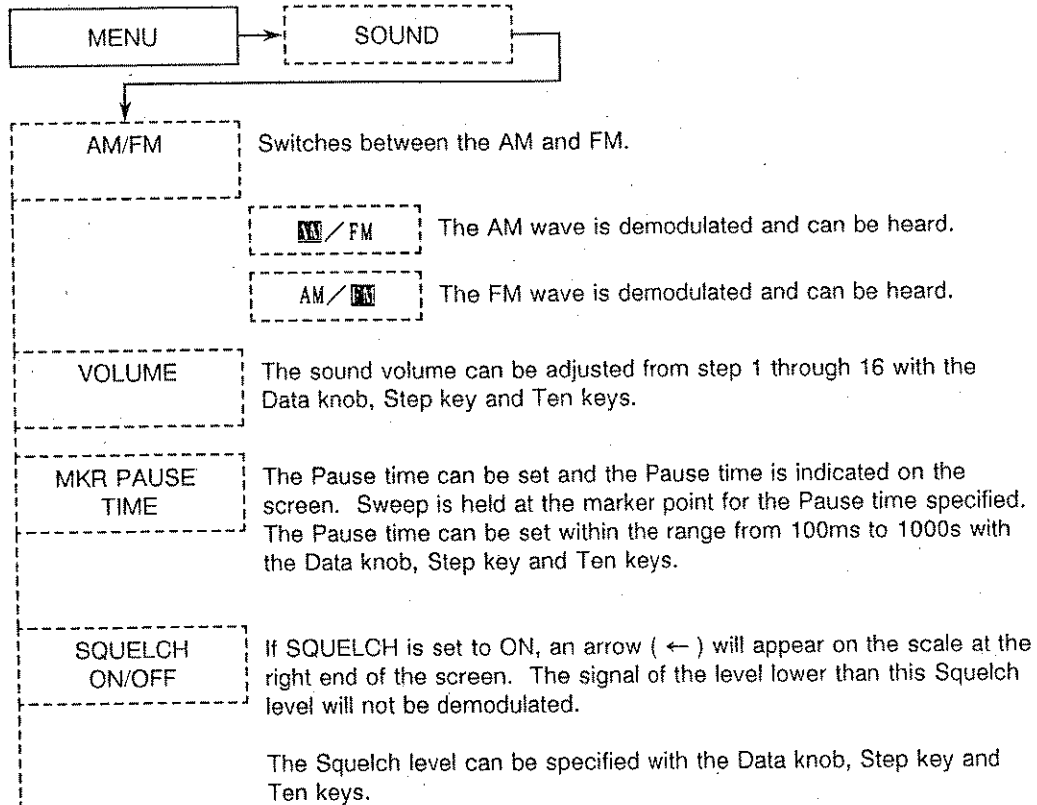 MENU
SOUND
AM/FM
Switches between the AM and FM.
AM/FM
The AM wave is demodulated and can be heard.
AM/FM
The FM wave is demodulated and can be heard.
VOLUME
The sound volume can be adjusted from step 1 through 16 with the
Data knob, Step key and Ten keys.
MKR PAUSE
TIME
The Pause time can be set and the Pause time is indicated on the
screen. Sweep is held at the marker point for the Pause time specified.
The Pause time can be set within the range from 100ms to 1000s with
the Data knob, Step key and Ten keys.
SQUELCH
ON/OFF
If SQUELCH is set to ON, an arrow ( ← ) will appear on the scale at the
right end of the screen. The signal of the level lower than this Squelch
level will not be demodulated.
The Squelch level can be specified with the Data knob, Step key and
Ten keys.